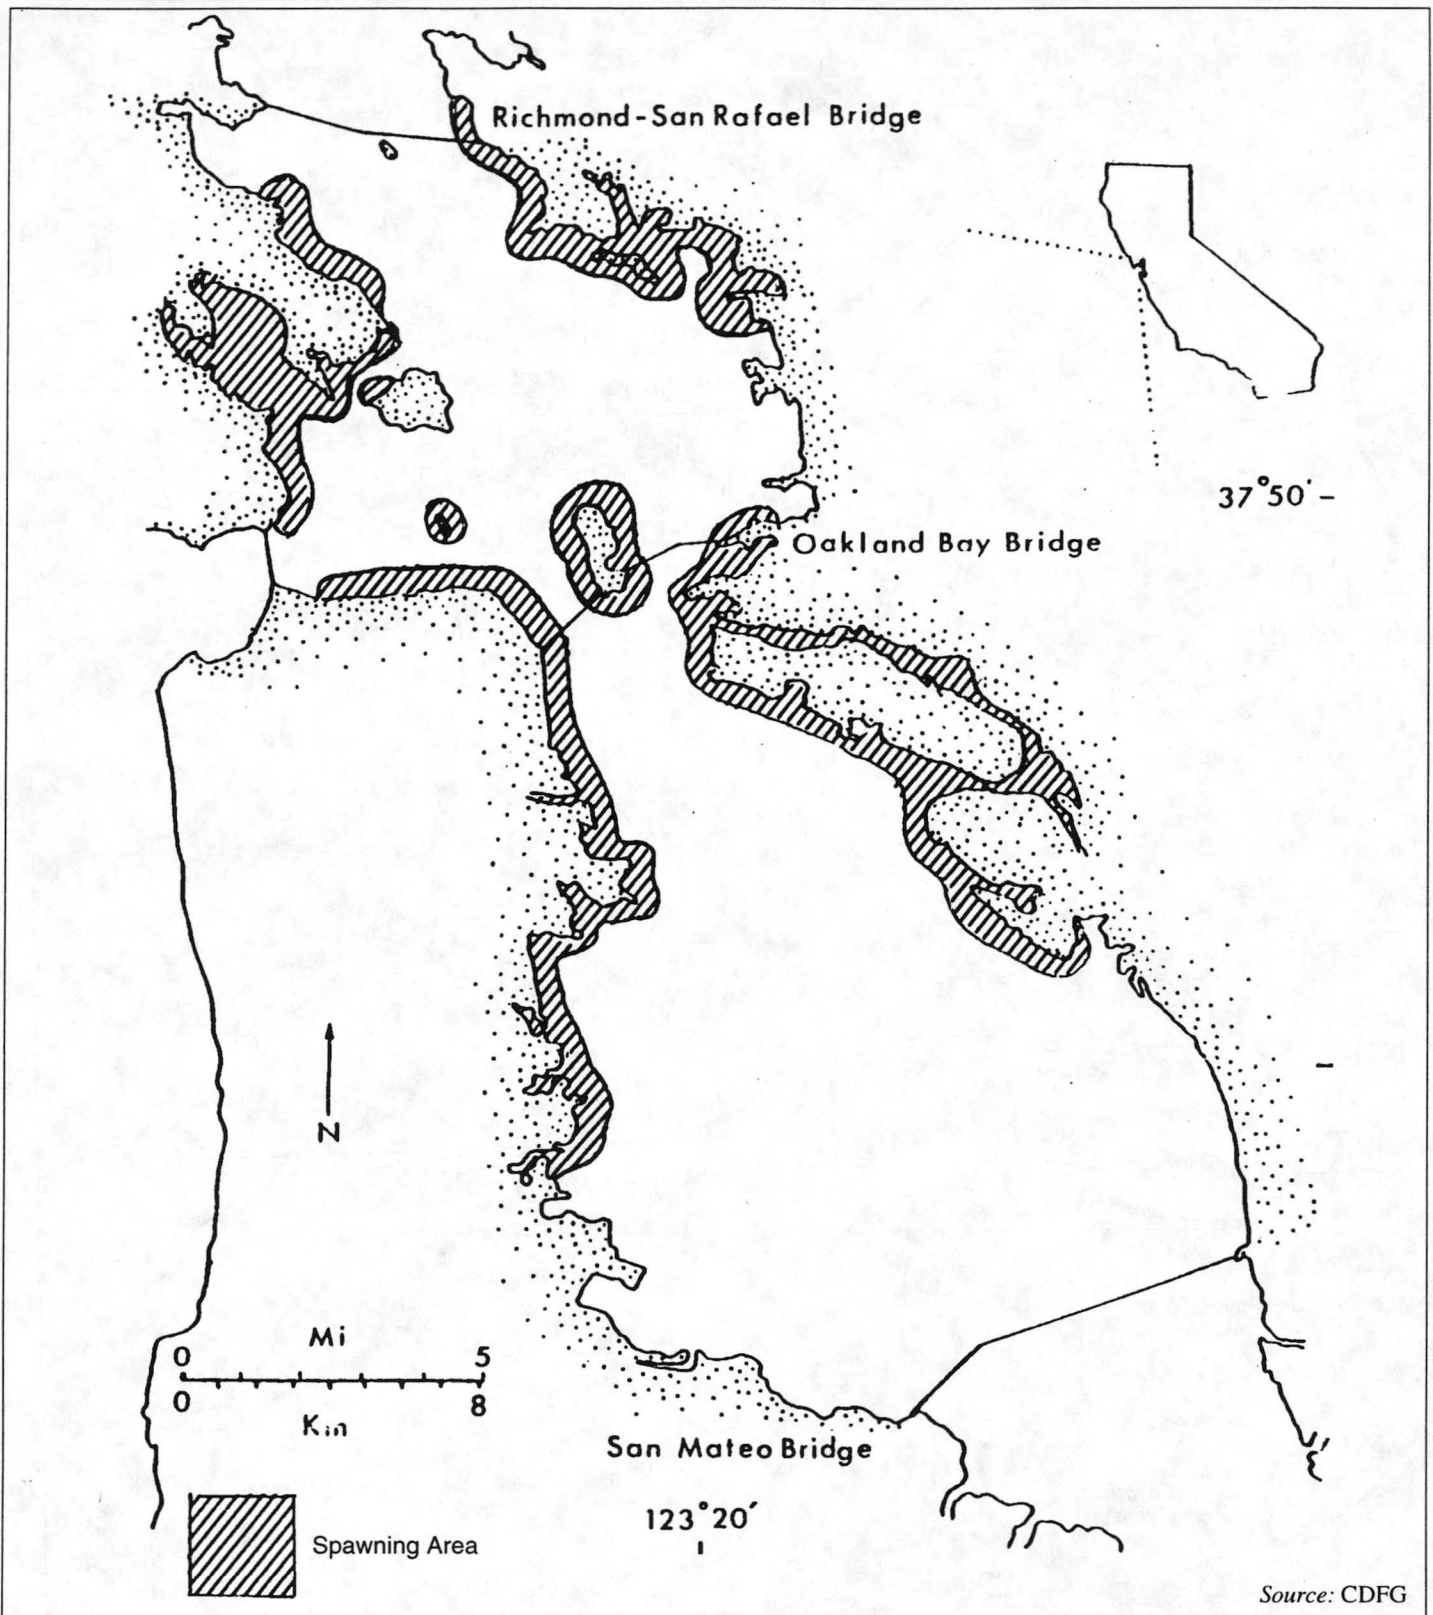 Richmond-San Rafael Bridge
37°50′
Oakland Bay Bridge
N
Mi
0 5
0 8
Km
San Mateo Bridge
123°20′
Spawning Area
Source: CDFG